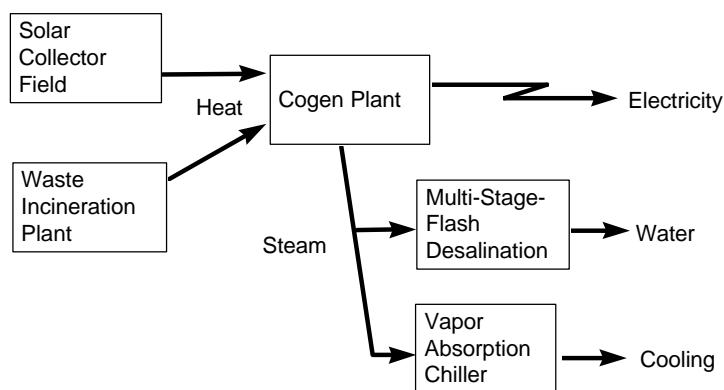 Solar
Collector
Field
Heat
Cogen Plant
Electricity
Waste
Incineration
Plant
Steam
Multi-Stage-
Flash
Desalination
Water
Vapor
Absorption
Chiller
Cooling